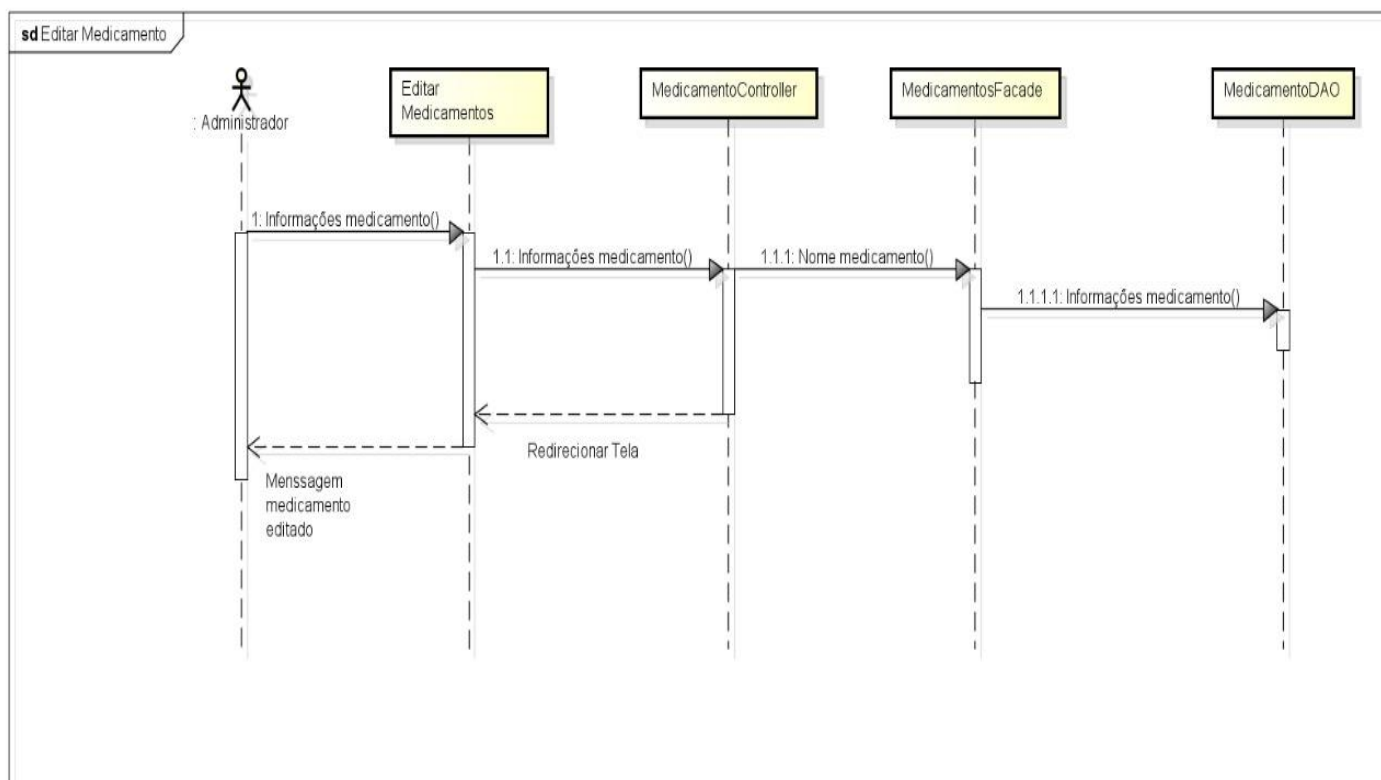 sd Editar Medicamento
: Administrador
Editar
Medicamentos
MedicamentoController
MedicamentosFacade
MedicamentoDAO
1: Informações medicamento()
1.1: Informações medicamento()
1.1.1: Nome medicamento()
1.1.1.1: Informações medicamento()
Redirecionar Tela
Menssagem
medicamento
editado